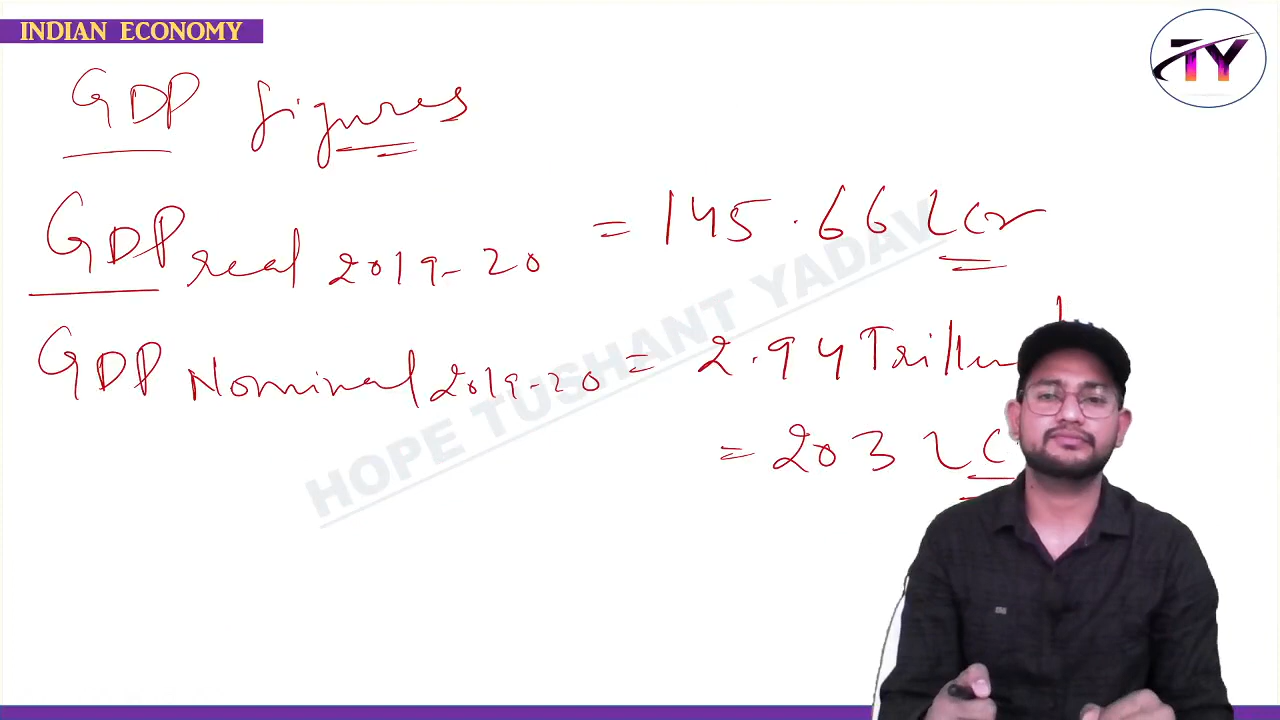 INDIAN ECONOMY
TY
GDP figures
GDP real 2019-20 = 145.66 L cr
GDP Nominal 2019-20 = 2.94 Trillion
= 203 L C
HOPE TUSHANT YADAV